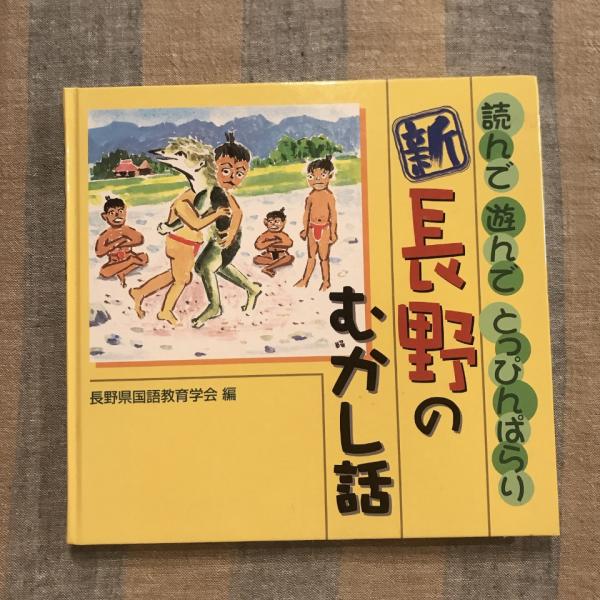 読んで 遊んで とっぴんぱらり
新 長野の
むかし話
長野県国語教育学会 編